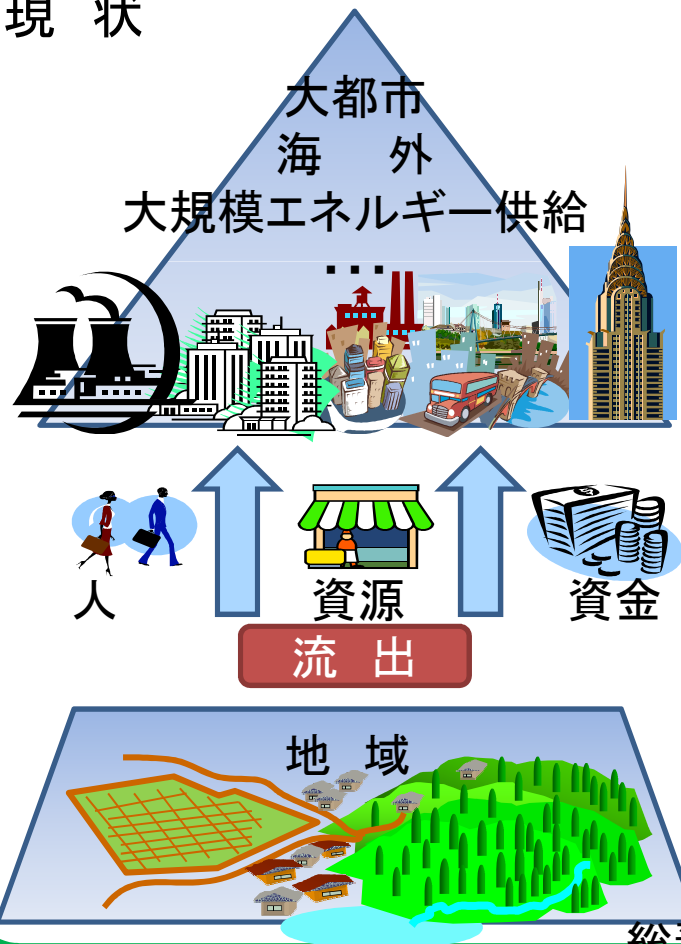 現 状
大都市
海 外
大規模エネルギー供給
…
人
資源
資金
流 出
地 域